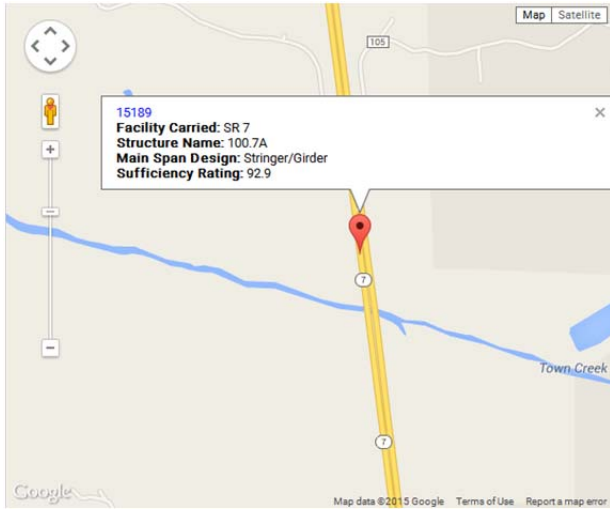 Map Satellite
105
15189
Facility Carried: SR 7
Structure Name: 100.7A
Main Span Design: Stringer/Girder
Sufficiency Rating: 92.9
7
Town Creek
7
Google
Map data ©2015 Google Terms of Use Report a map error